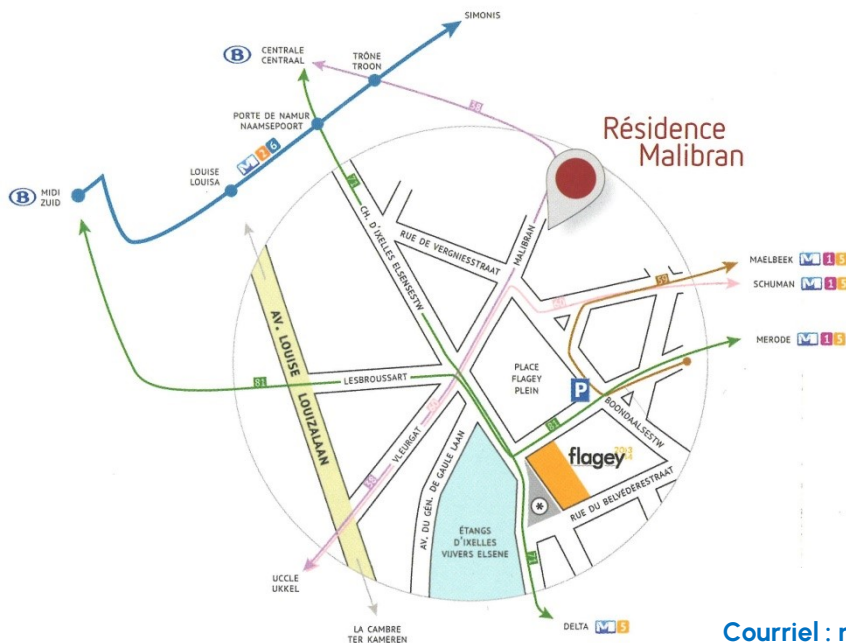 SIMONIS
B
CENTRALE
CENTRAAL
TRÔNE
TROON
38
PORTE DE NAMUR
NAAMSEPOORT
Résidence
Malibran
M 2 6
LOUISE
LOUISA
71
B
MIDI
ZUID
CH. D'IXELLES ELSENSESTW
RUE DE VERGNIESSTRAAT
MALIBRAN
MAELBEEK M 1 5
59
SCHUMAN M 1 5
AV. LOUISE
LOUIZALAAN
MERODE M 1 5
PLACE
FLAGEY
PLEIN
81
LESBROUSSART
P
BOONDAALSESTW
81
VLEURGAT
38
AV. DU GÉN. DE GAULE LAAN
flagey
*
RUE DU BELVÉDÈRESTRAAT
ÉTANGS
D'IXELLES
VIJVERS ELSENE
71
UCCLE
UKKEL
LA CAMBRE
TER KAMEREN
DELTA M 5
Courriel :